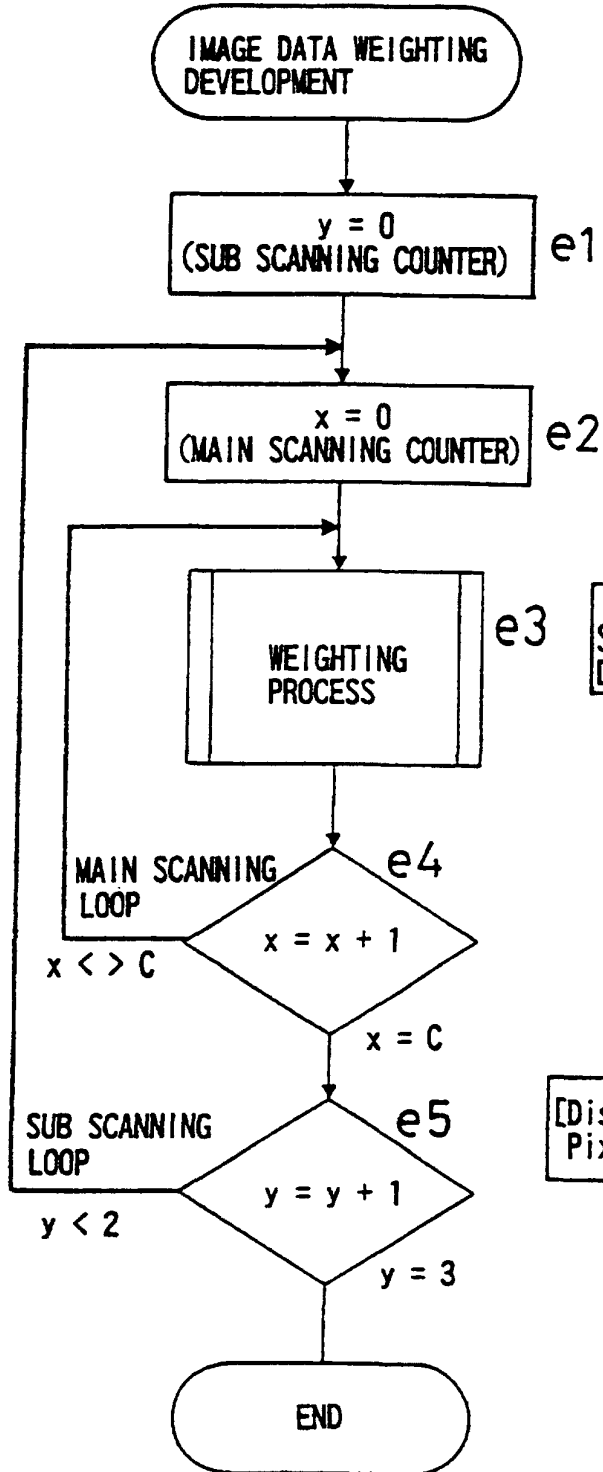 IMAGE DATA WEIGHTING
DEVELOPMENT
y = 0
(SUB SCANNING COUNTER)
e1
x = 0
(MAIN SCANNING COUNTER)
e2
WEIGHTING
PROCESS
e3
MAIN SCANNING
LOOP
e4
x = x + 1
x < > C
x = C
SUB SCANNING
LOOP
e5
y = y + 1
y < 2
y = 3
END